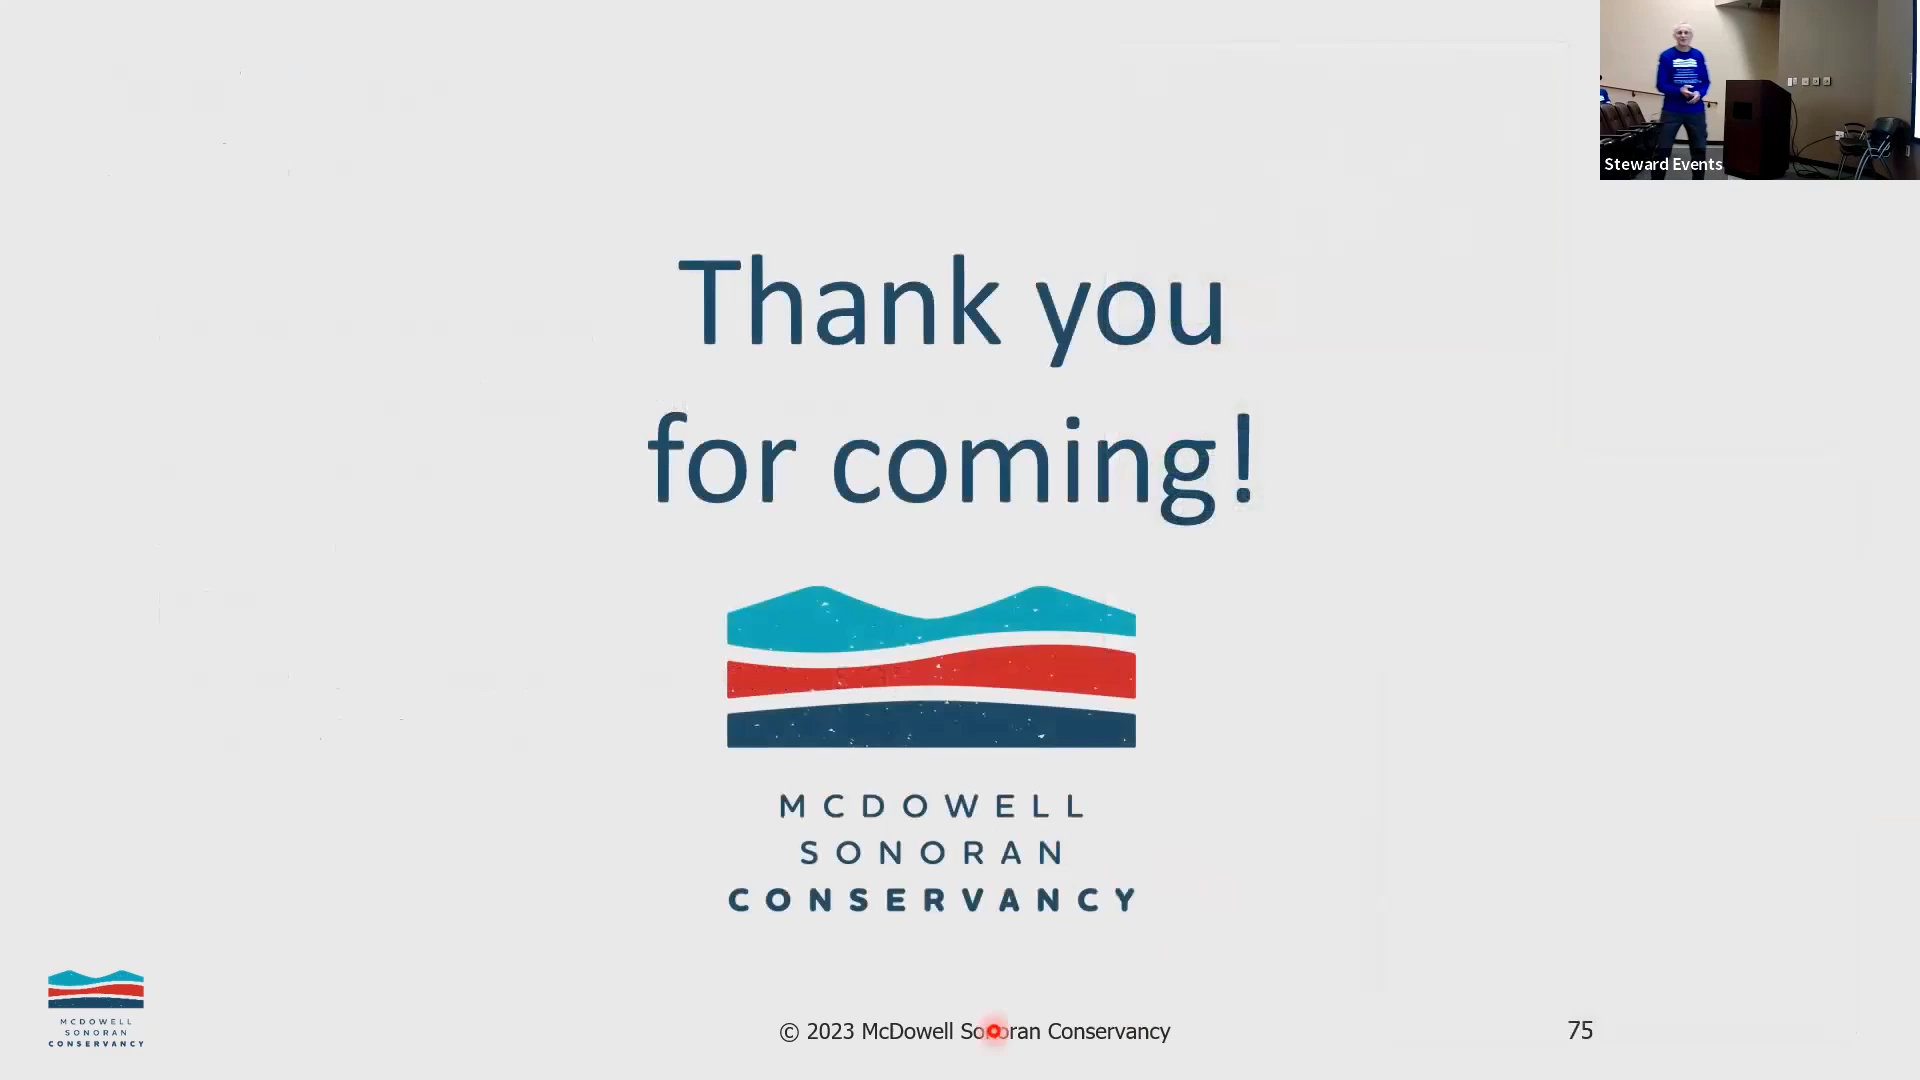 Steward Events
Thank you
for coming!
MCDOWELL
SONORAN
CONSERVANCY
MCDOWELL
SONORAN
CONSERVANCY
© 2023 McDowell Sonoran Conservancy
75